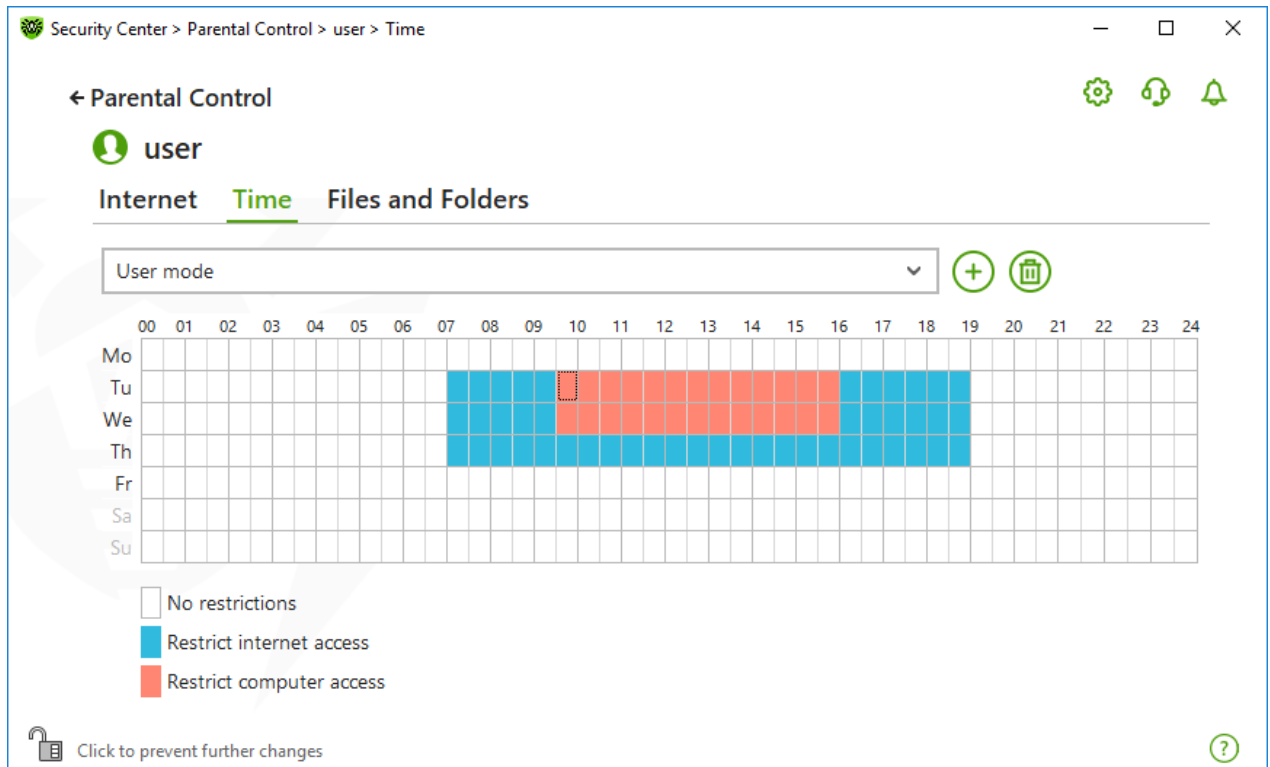 Security Center > Parental Control > user > Time
Parental Control
user
Internet Time Files and Folders
User mode
00 01 02 03 04 05 06 07 08 09 10 11 12 13 14 15 16 17 18 19 20 21 22 23 24
Mo
Tu
We
Th
Fr
Sa
Su
No restrictions
Restrict internet access
Restrict computer access
Click to prevent further changes ?